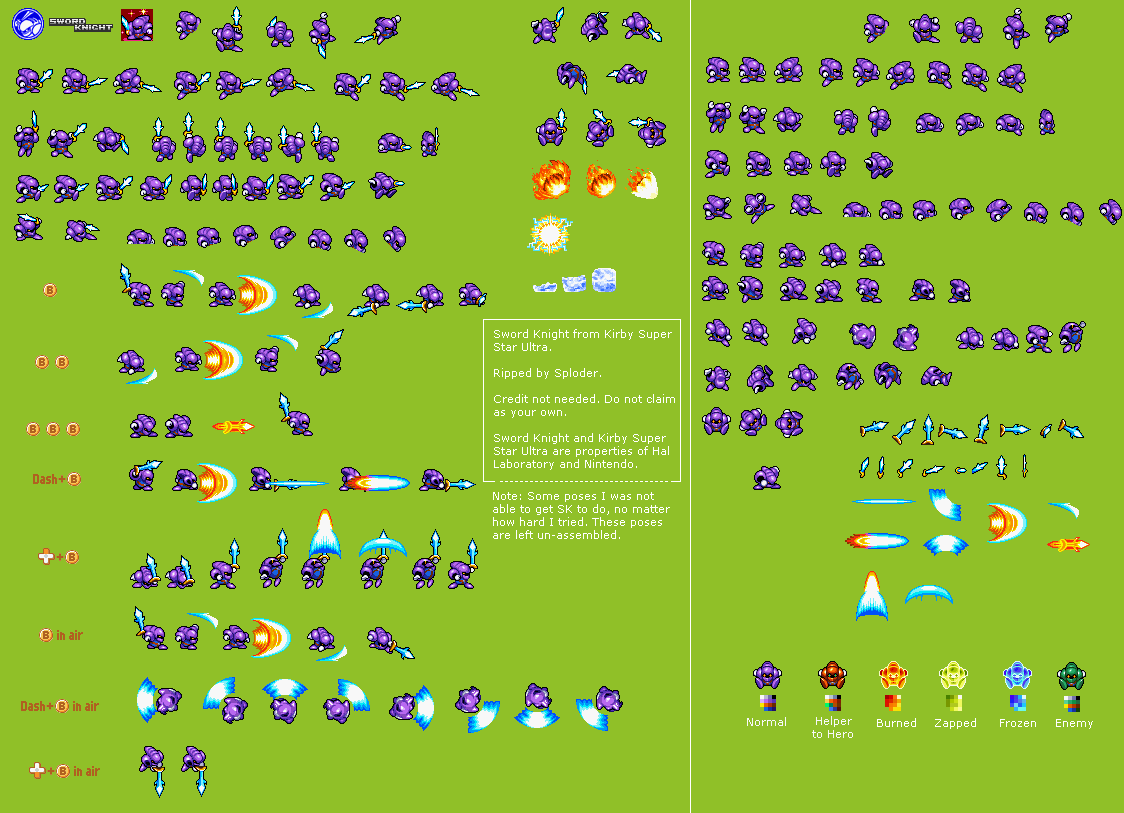 SWORD
KNIGHT
B
B B
B B B
Dash+ B
+ B
B in air
Dash+ B in air
+ B in air
Sword Knight from Kirby Super
Star Ultra.
Ripped by Sploder.
Credit not needed. Do not claim
as your own.
Sword Knight and Kirby Super
Star Ultra are properties of Hal
Laboratory and Nintendo.
Note: Some poses I was not
able to get SK to do, no matter
how hard I tried. These poses
are left un-assembled.
Normal
Helper
to Hero
Burned
Zapped
Frozen
Enemy